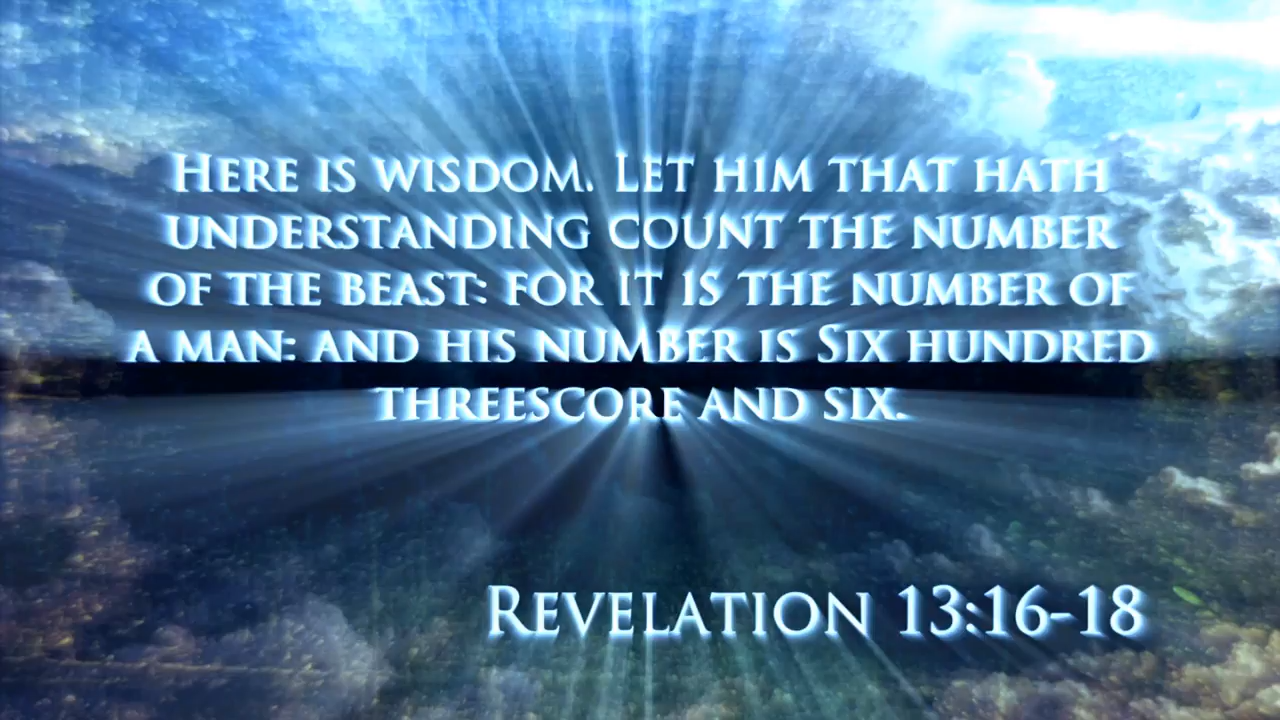 Here is wisdom. Let him that hath
understanding count the number
of the beast: for it is the number of
a man: and his number is Six hundred
threescore and six.
Revelation 13:16-18